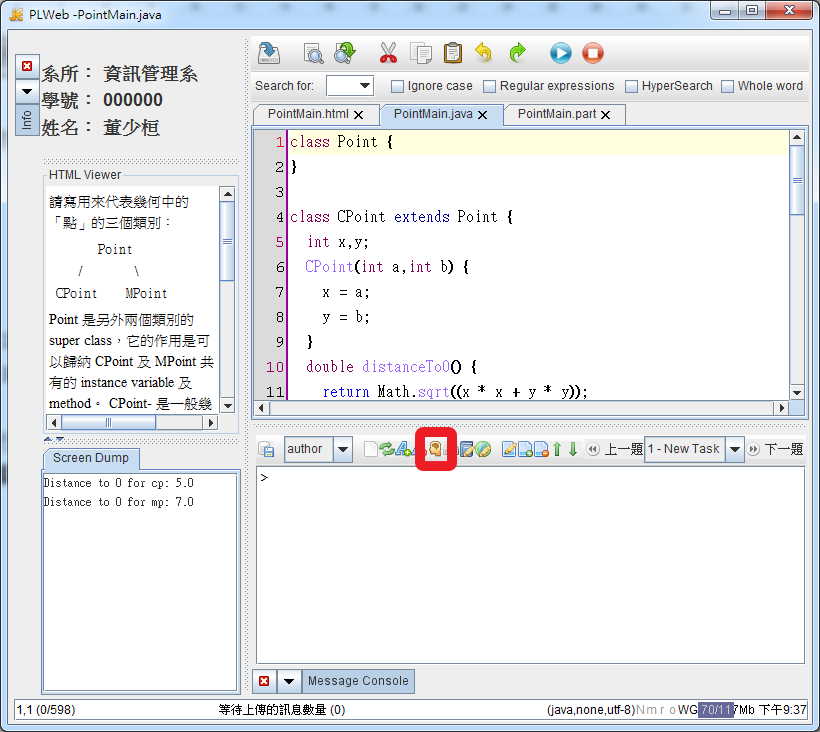 PLWeb -PointMain.java
系所： 資訊管理系
學號： 000000
姓名： 董少桓
Info
Search for:
Ignore case
Regular expressions
HyperSearch
Whole word
PointMain.html
PointMain.java
PointMain.part
1 class Point {
2 }
3
4 class CPoint extends Point {
5 int x,y;
6 CPoint(int a,int b) {
7 x = a;
8 y = b;
9 }
10 double distanceToO() {
11 return Math.sqrt((x * x + y * y));
HTML Viewer
請寫用來代表幾何中的
「點」的三個類別：
Point
/ \
CPoint MPoint
Point 是另外兩個類別的
super class，它的作用是可
以歸納 CPoint 及 MPoint 共
有的 instance variable 及
method。 CPoint- 是一般幾
Screen Dump
Distance to O for cp: 5.0
Distance to O for mp: 7.0
author
上一題
1 - New Task
下一題
>
Message Console
1,1 (0/598)
等待上傳的訊息數量 (0)
(java,none,utf-8)Nm r o WG 70/117Mb 下午9:37